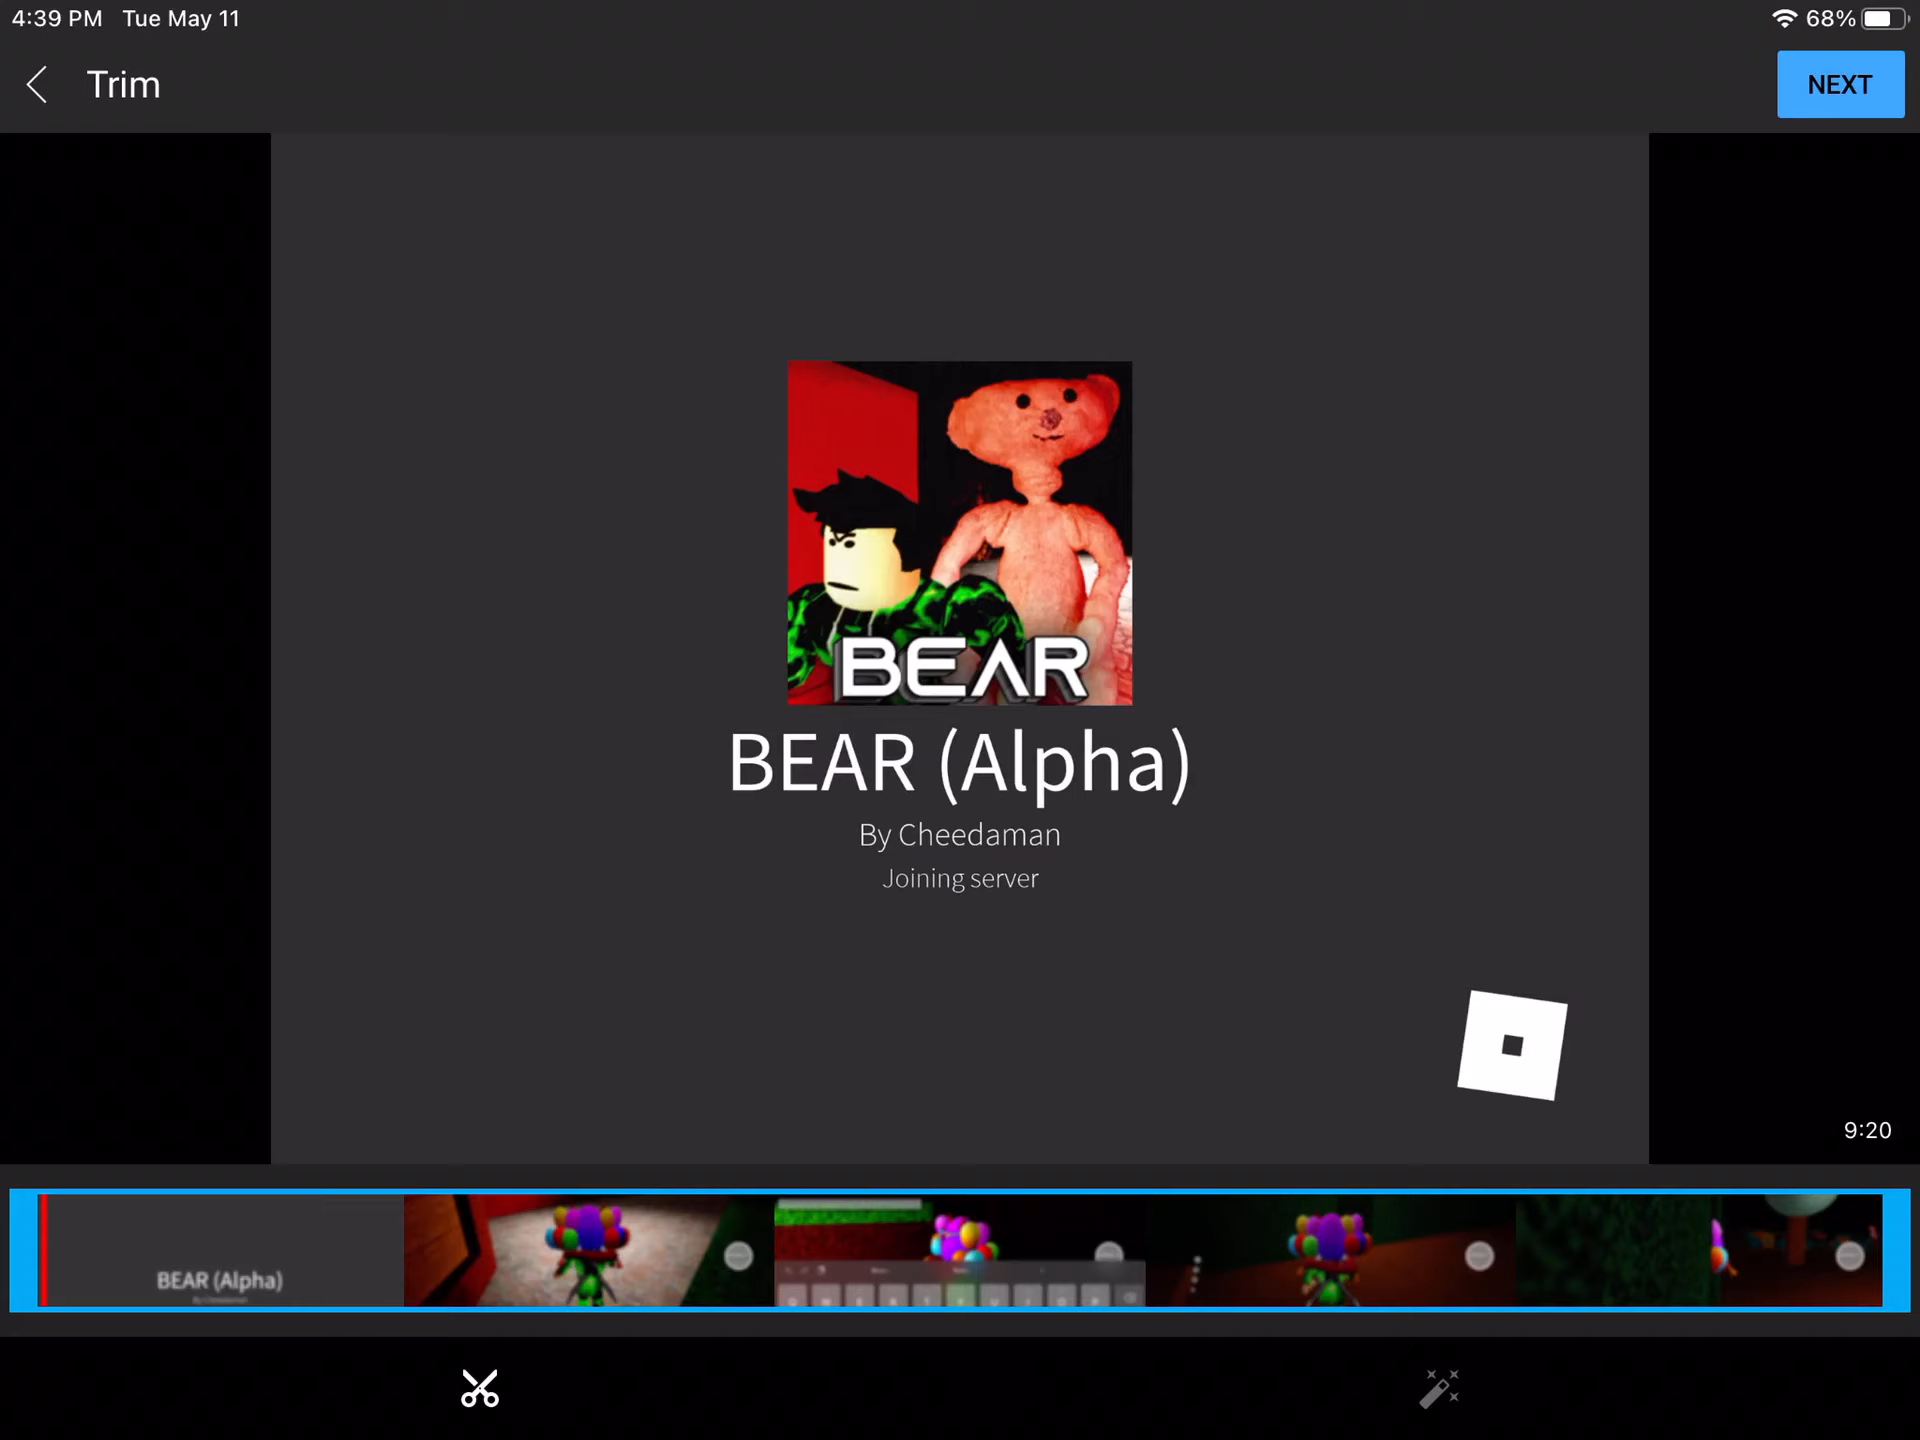 4:39 PM Tue May 11 68%
Trim
NEXT
BEAR
BEAR (Alpha)
By Cheedaman
Joining server
9:20
BEAR (Alpha)